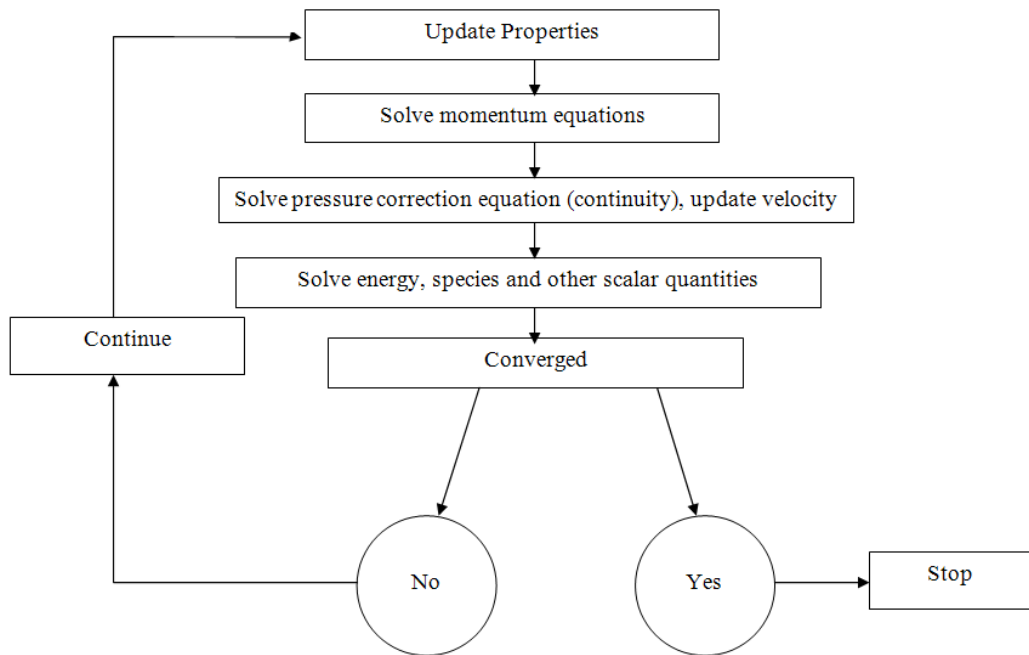 Update Properties
Solve momentum equations
Solve pressure correction equation (continuity), update velocity
Solve energy, species and other scalar quantities
Continue
Converged
No
Yes
Stop